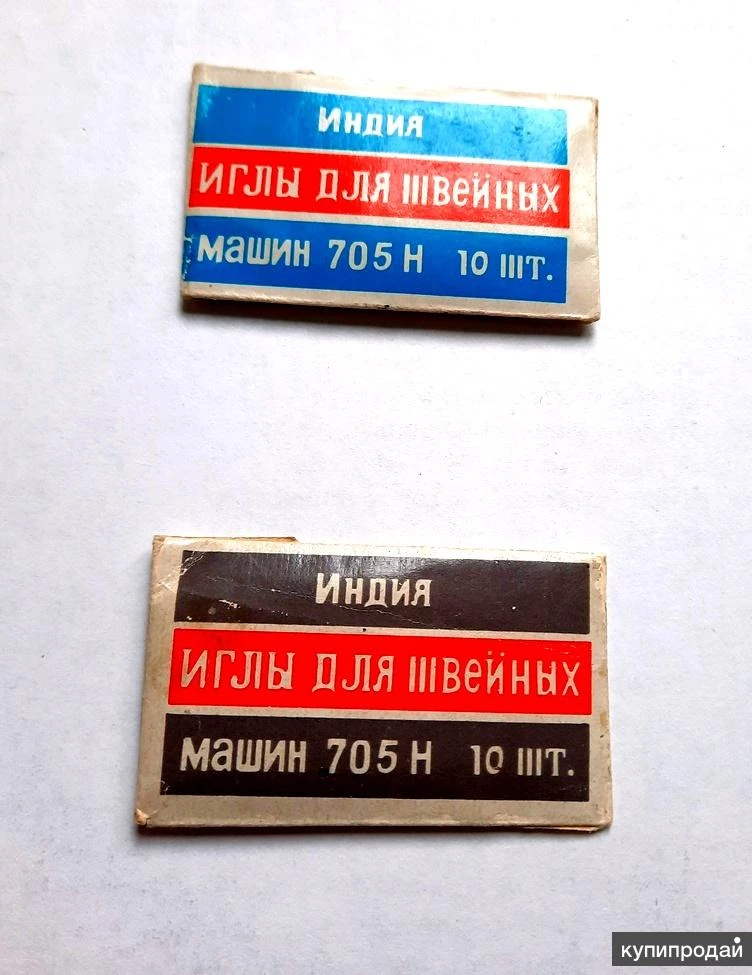 Индия
иглы для швейных
машин 705 Н 10 шт.
Индия
иглы для швейных
машин 705 Н 10 шт.
купипродай